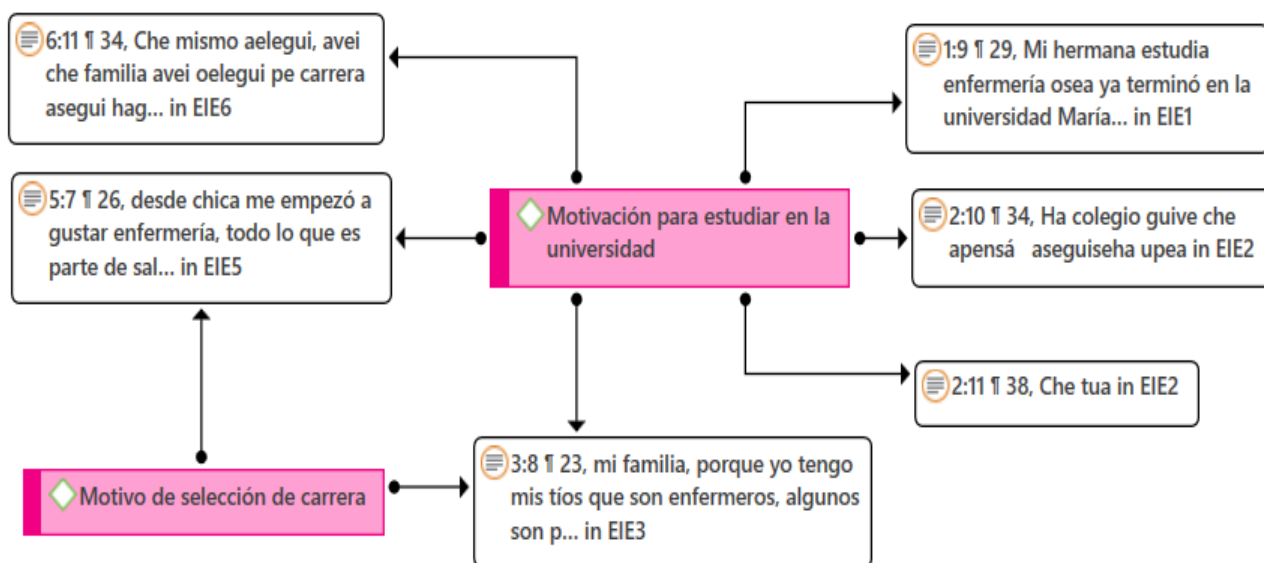 6:11 ¶ 34, Che mismo aelegui, avei
che familia avei oelegui pe carrera
asegui hag... in EIE6
1:9 ¶ 29, Mi hermana estudia
enfermería osea ya terminó en la
universidad María... in EIE1
5:7 ¶ 26, desde chica me empezó a
gustar enfermería, todo lo que es
parte de sal... in EIE5
Motivación para estudiar en la
universidad
2:10 ¶ 34, Ha colegio guive che
apensá aseguiseha upea in EIE2
2:11 ¶ 38, Che tua in EIE2
Motivo de selección de carrera
3:8 ¶ 23, mi familia, porque yo tengo
mis tíos que son enfermeros, algunos
son p... in EIE3